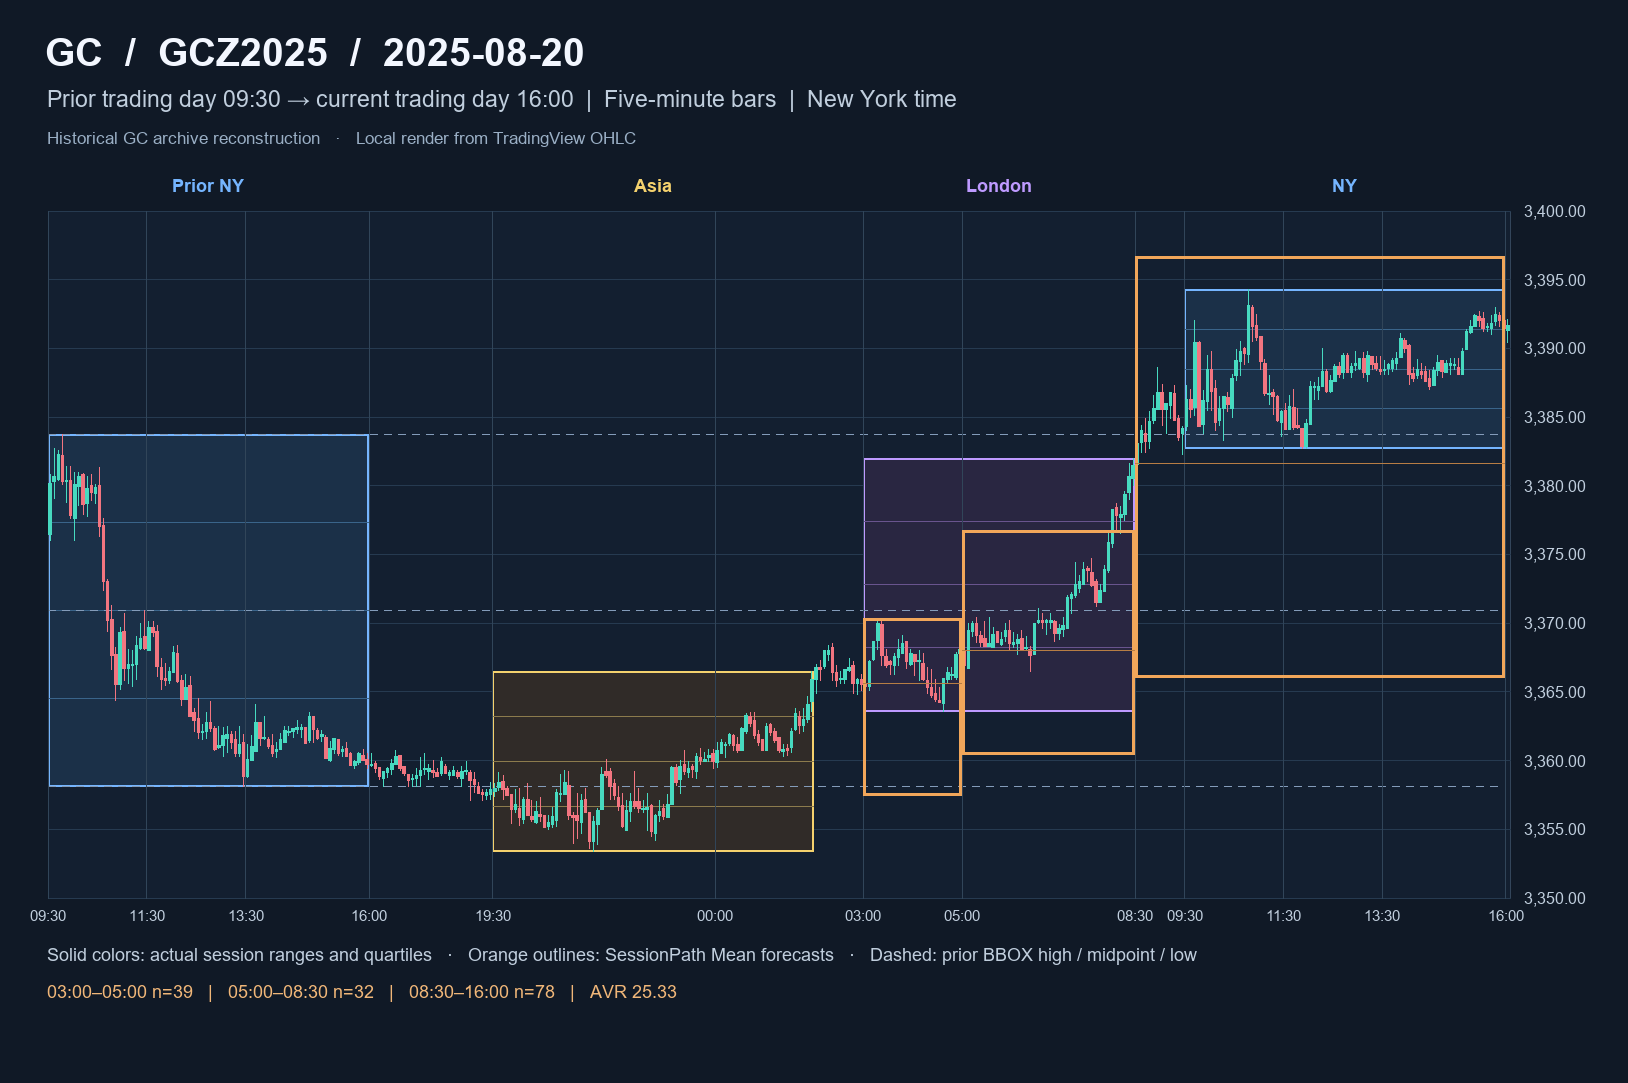 GC / GCZ2025 / 2025-08-20
Prior trading day 09:30 → current trading day 16:00 | Five-minute bars | New York time
Historical GC archive reconstruction · Local render from TradingView OHLC
Prior NY Asia London NY
3,400.00
3,395.00
3,390.00
3,385.00
3,380.00
3,375.00
3,370.00
3,365.00
3,360.00
3,355.00
3,350.00
09:30 11:30 13:30 16:00 19:30 00:00 03:00 05:00 08:30 09:30 11:30 13:30 16:00
Solid colors: actual session ranges and quartiles · Orange outlines: SessionPath Mean forecasts · Dashed: prior BBOX high / midpoint / low
03:00–05:00 n=39 | 05:00–08:30 n=32 | 08:30–16:00 n=78 | AVR 25.33